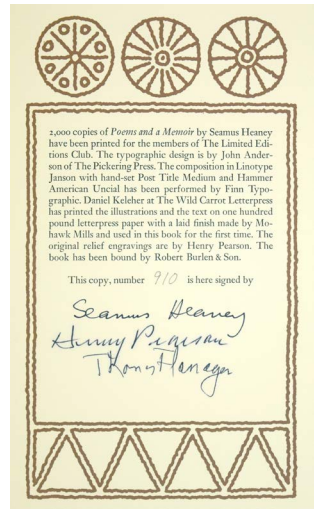 2,000 copies of Poems and a Memoir by Seamus Heaney
have been printed for the members of The Limited Edi-
tions Club. The typographic design is by John Ander-
son of The Pickering Press. The composition in Linotype
Janson with hand-set Post Title Medium and Hammer
American Uncial has been performed by Finn Typo-
graphic. Daniel Keleher at The Wild Carrot Letterpress
has printed the illustrations and the text on one hundred
pound letterpress paper with a laid finish made by Mo-
hawk Mills and used in this book for the first time. The
original relief engravings are by Henry Pearson. The
book has been bound by Robert Burlen & Son.
This copy, number 910 is here signed by
Seamus Heaney
Henry Pearson
Thomas Flanagan